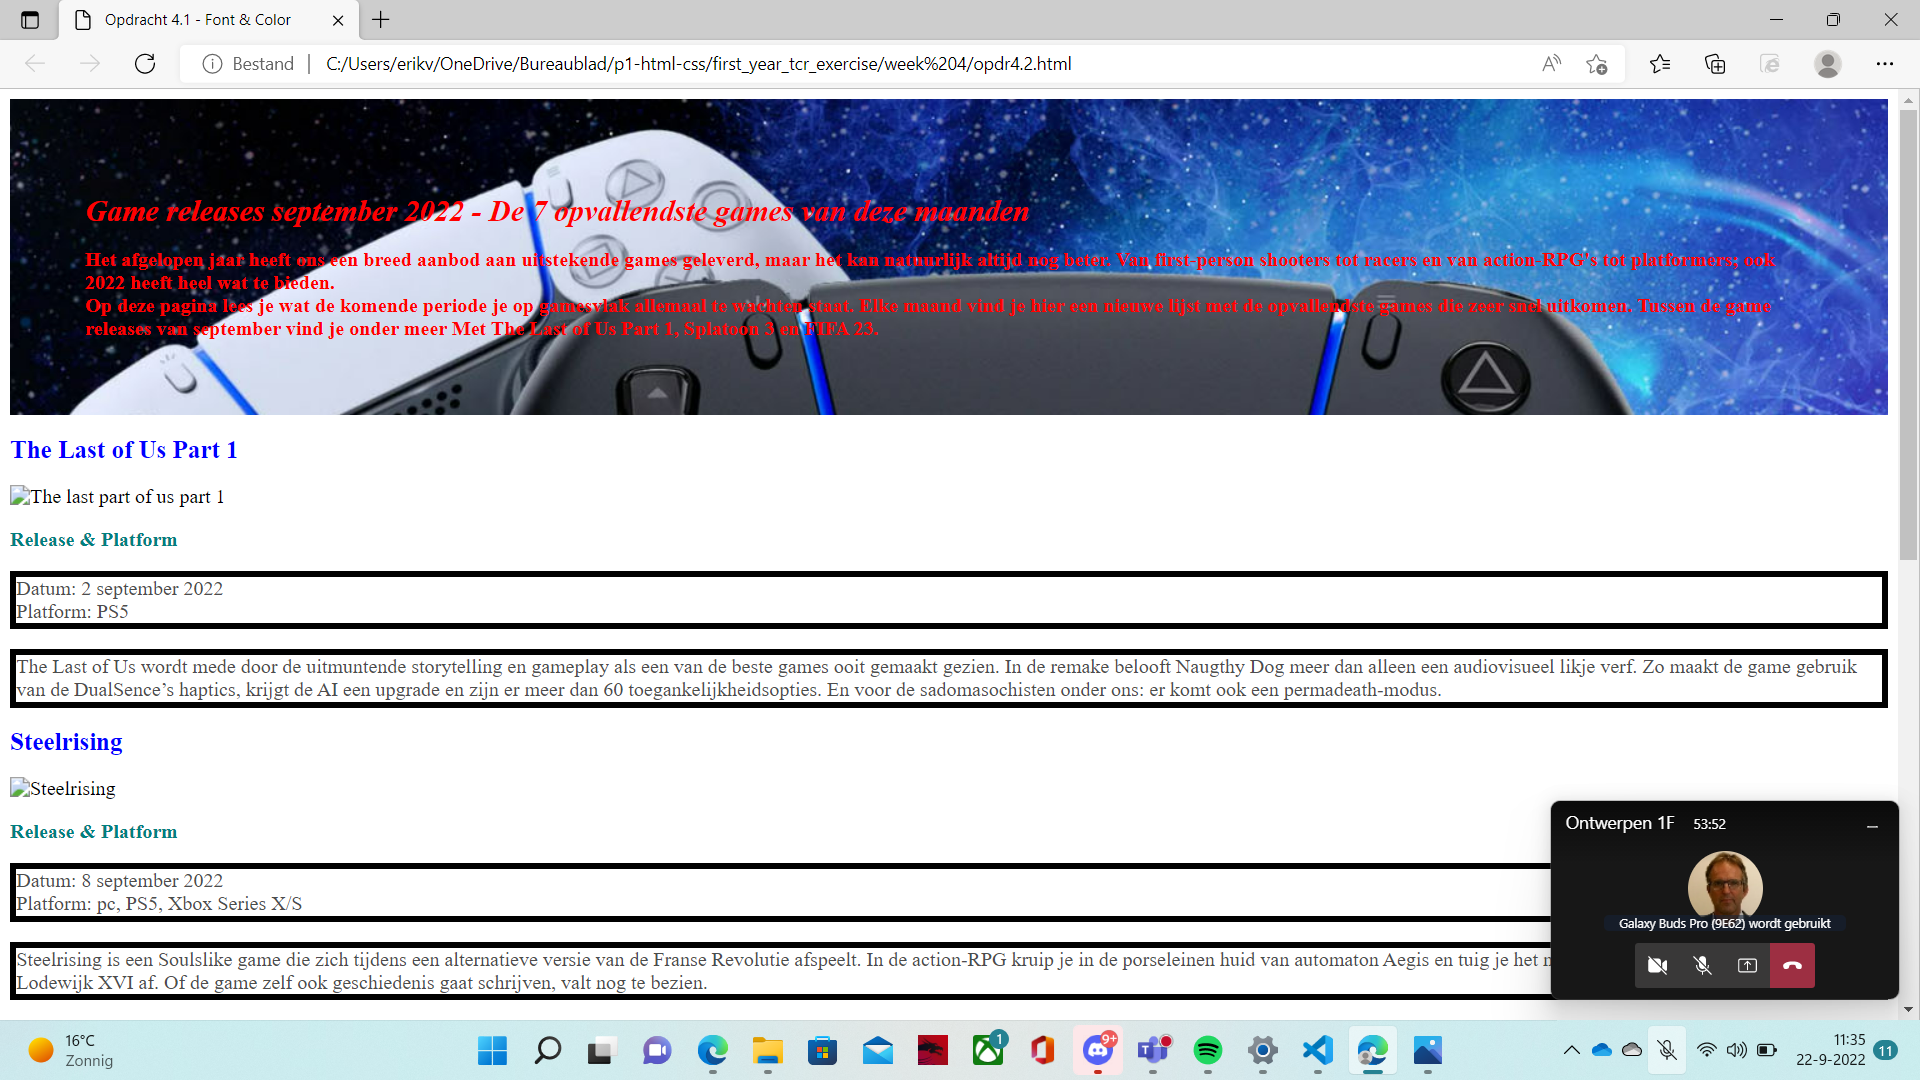 Opdracht 4.1 - Font & Color
Bestand
C:/Users/erikv/OneDrive/Bureaublad/p1-html-css/first_year_tcr_exercise/week%204/opdr4.2.html
Game releases september 2022 - De 7 opvallendste games van deze maanden
Het afgelopen jaar heeft ons een breed aanbod aan uitstekende games geleverd, maar het kan natuurlijk altijd nog beter. Van first-person shooters tot racers en van action-RPG's tot platformers; ook
2022 heeft heel wat te bieden.
Op deze pagina lees je wat de komende periode je op gamesvlak allemaal te wachten staat. Elke maand vind je hier een nieuwe lijst met de opvallendste games die zeer snel uitkomen. Tussen de game
releases van september vind je onder meer Met The Last of Us Part 1, Splatoon 3 en FIFA 23.
The Last of Us Part 1
The last part of us part 1
Release & Platform
Datum: 2 september 2022
Platform: PS5
The Last of Us wordt mede door de uitmuntende storytelling en gameplay als een van de beste games ooit gemaakt gezien. In de remake belooft Naugthy Dog meer dan alleen een audiovisueel likje verf. Zo maakt de game gebruik
van de DualSence’s haptics, krijgt de AI een upgrade en zijn er meer dan 60 toegankelijkheidsopties. En voor de sadomasochisten onder ons: er komt ook een permadeath-modus.
Steelrising
Steelrising
Release & Platform
Datum: 8 september 2022
Platform: pc, PS5, Xbox Series X/S
Steelrising is een Soulslike game die zich tijdens een alternatieve versie van de Franse Revolutie afspeelt. In de action-RPG kruip je in de porseleinen huid van automaton Aegis en tuig je het
Lodewijk XVI af. Of de game zelf ook geschiedenis gaat schrijven, valt nog te bezien.
Ontwerpen 1F 53:52
Galaxy Buds Pro (9E62) wordt gebruikt
16°C
Zonnig
1
9+
11:35
22-9-2022
11